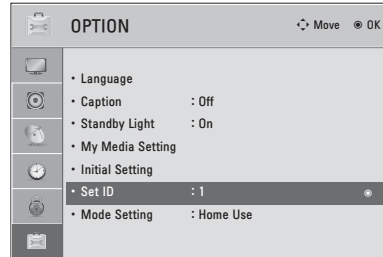 OPTION Move OK
• Language
• Caption : Off
• Standby Light : On
• My Media Setting
• Initial Setting
• Set ID : 1
• Mode Setting : Home Use